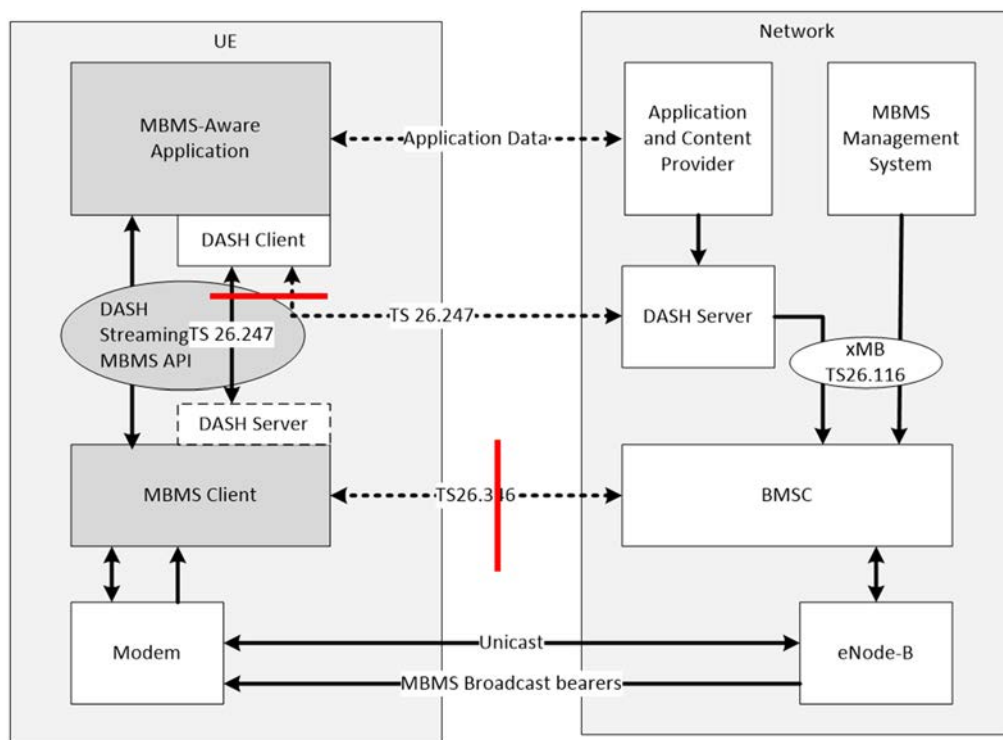 UE
Network
MBMS-Aware
Application
Application Data
Application
and Content
Provider
MBMS
Management
System
DASH Client
DASH
Streaming
MBMS API
TS 26.247
TS 26.247
DASH Server
xMB
TS26.116
DASH Server
MBMS Client
TS26.346
BMSC
Modem
Unicast
MBMS Broadcast bearers
eNode-B